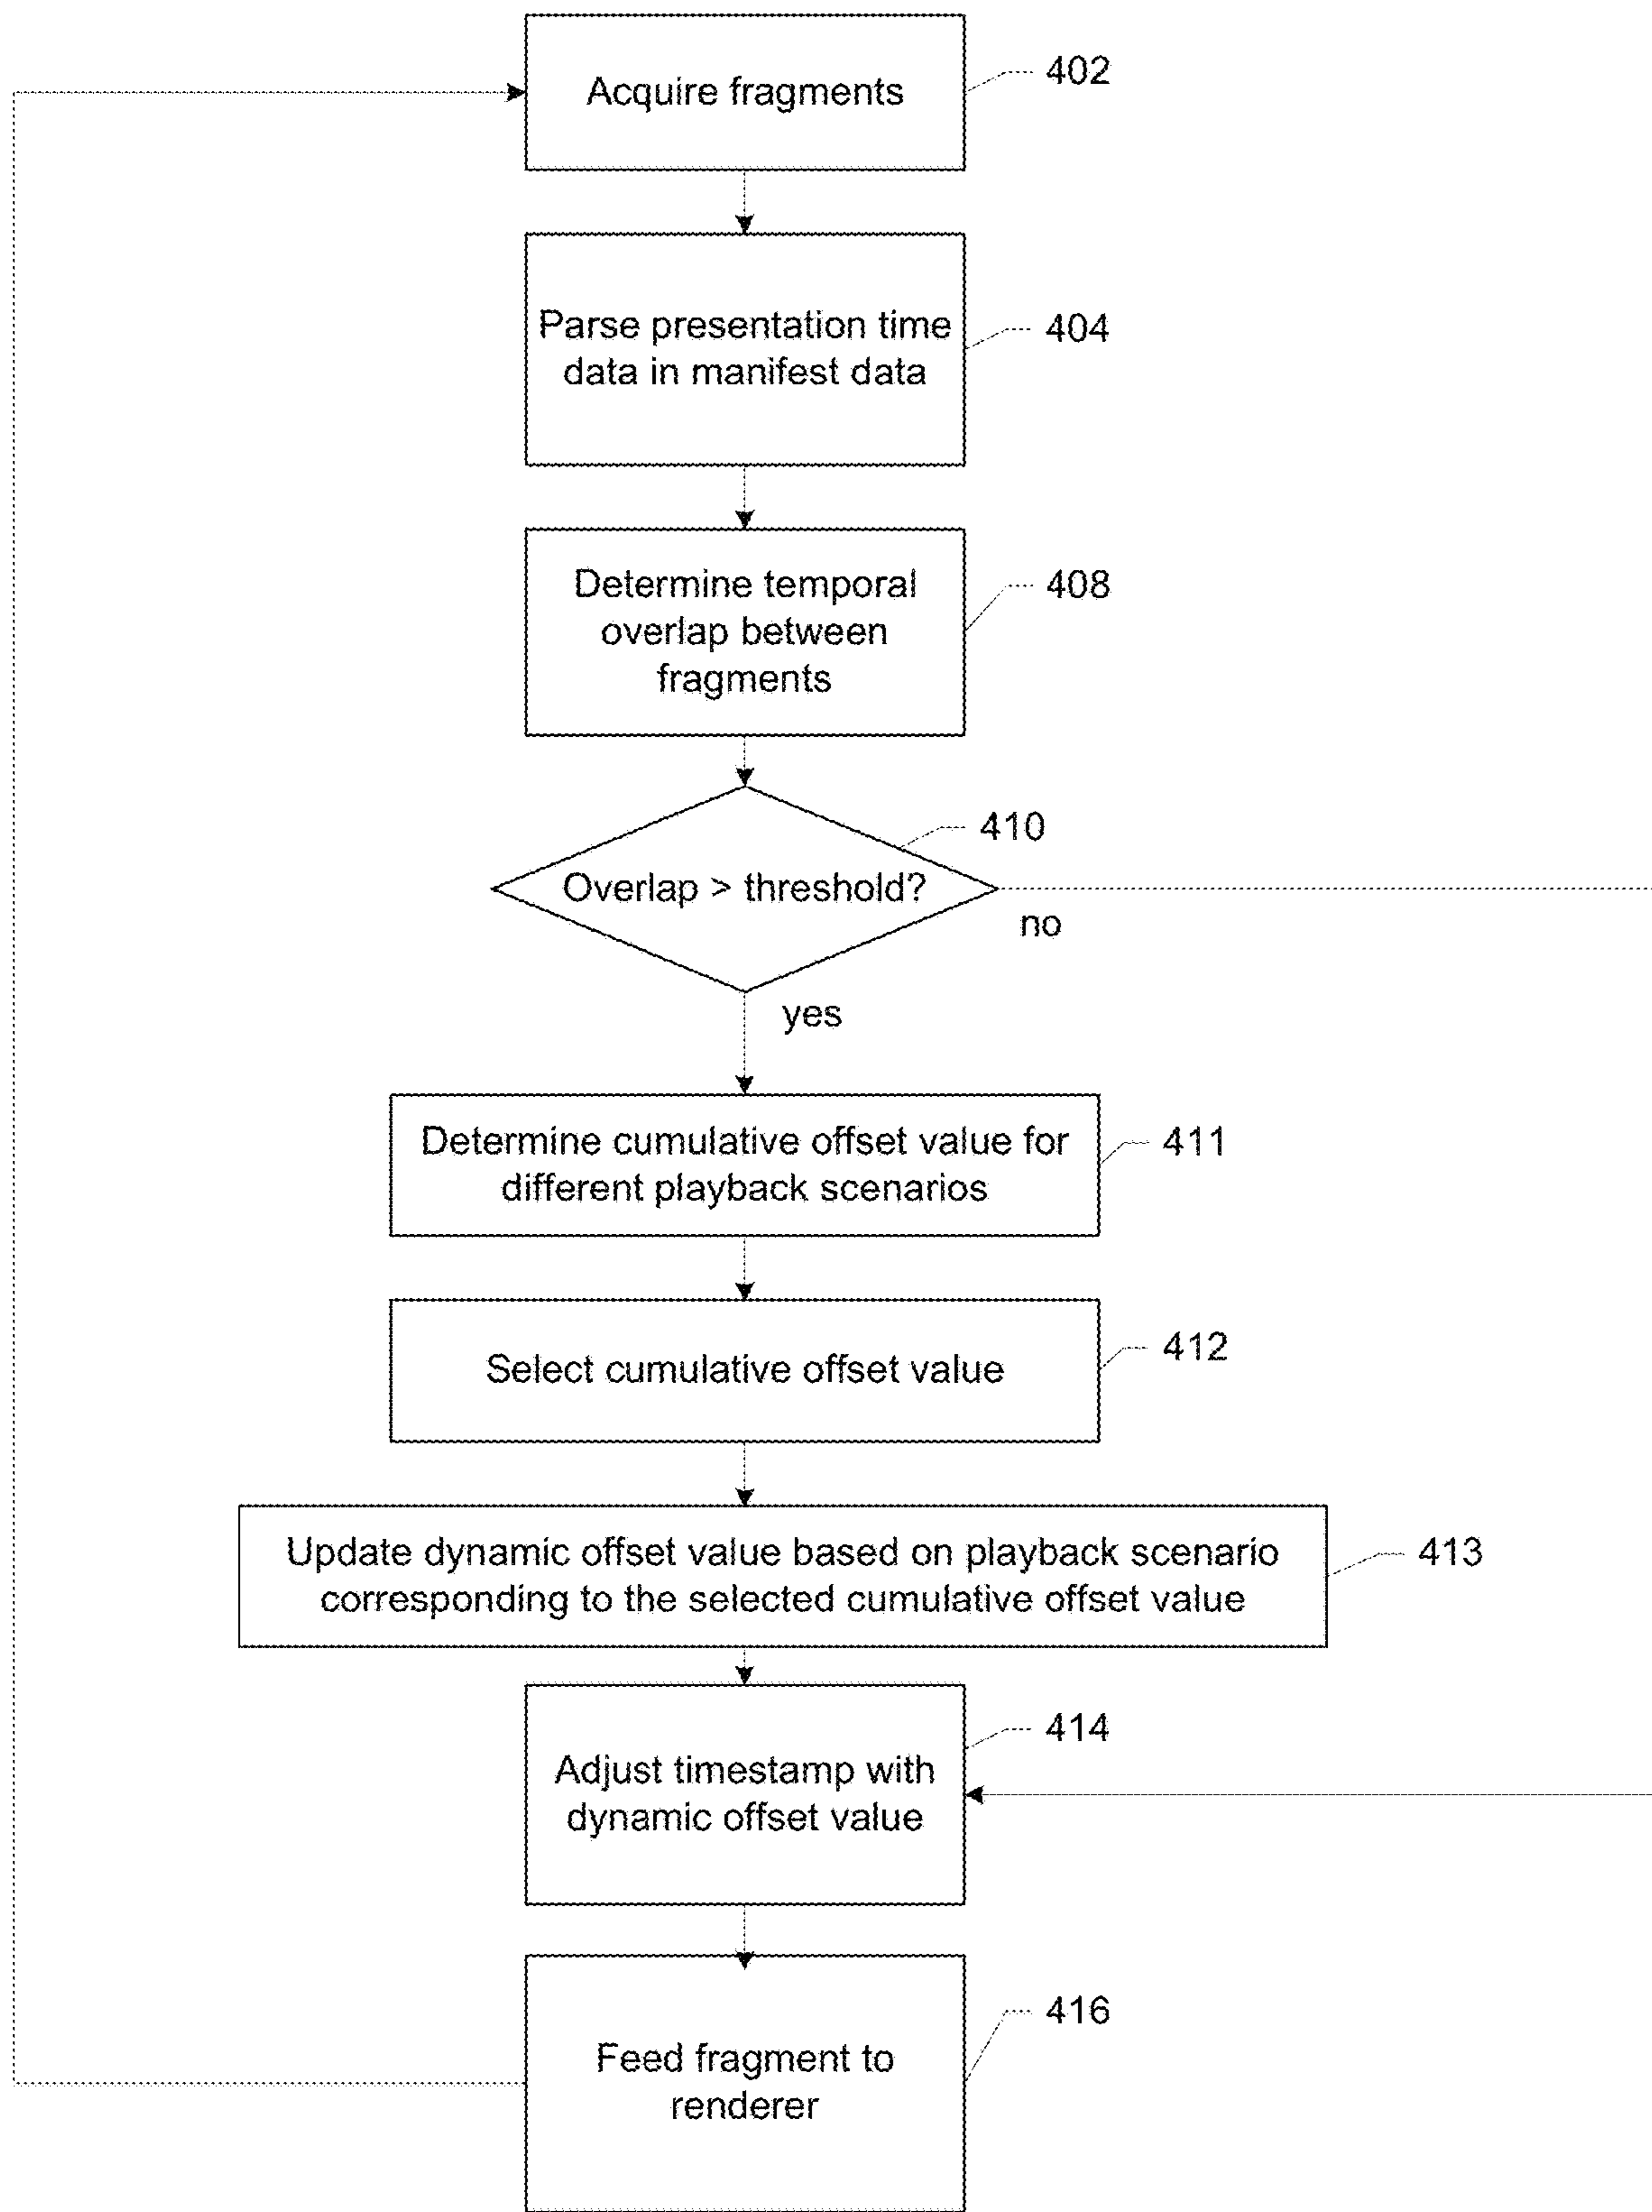 Acquire fragments
402
Parse presentation time
data in manifest data
404
Determine temporal
overlap between
fragments
408
Overlap > threshold?
410
no
yes
Determine cumulative offset value for
different playback scenarios
411
Select cumulative offset value
412
Update dynamic offset value based on playback scenario
corresponding to the selected cumulative offset value
413
Adjust timestamp with
dynamic offset value
414
Feed fragment to
renderer
416